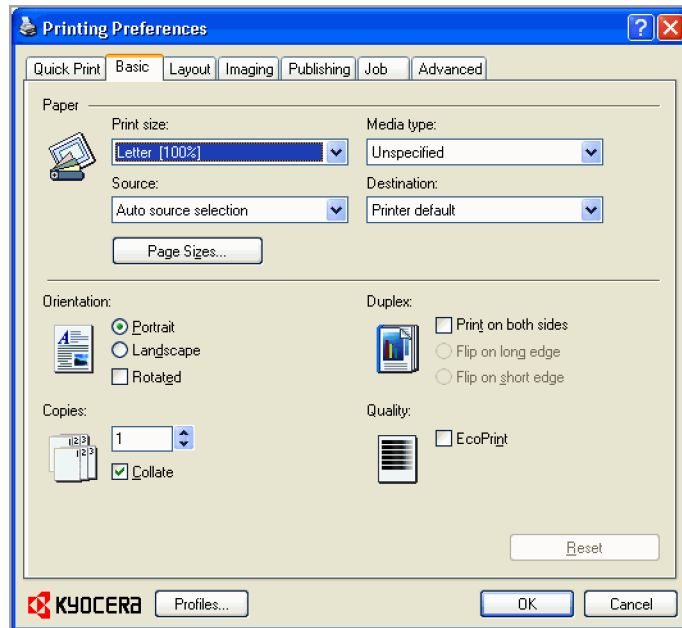 Printing Preferences
Quick Print Basic Layout Imaging Publishing Job Advanced
Paper
Print size: Media type:
Letter [100%] Unspecified
Source: Destination:
Auto source selection Printer default
Page Sizes...
Orientation: Duplex:
Portrait Print on both sides
Landscape Flip on long edge
Rotated Flip on short edge
Copies: Quality:
1 EcoPrint
Collate
Reset
KYOCERA Profiles... OK Cancel